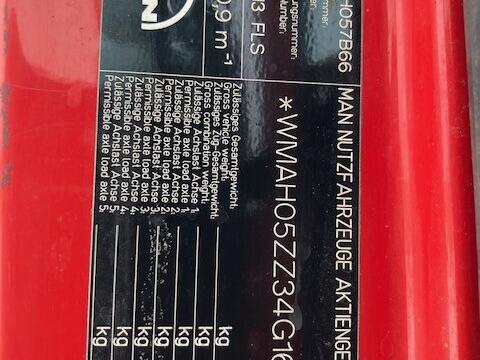 H057B66
MAN NUTZFAHRZEUGE AKTIENGE
*WMAH05ZZ34G16
13 FLS
0,9 m⁻¹
Zulässiges Gesamtgewicht:
Gross vehicle weight:
kg
Zulässiges Zug-Gesamtgewicht:
Gross combination weight:
kg
Zulässige Achslast Achse 1:
Permissible axle load axle 1:
kg
Zulässige Achslast Achse 2:
Permissible axle load axle 2:
kg
Zulässige Achslast Achse 3:
Permissible axle load axle 3:
kg
Zulässige Achslast Achse 4:
Permissible axle load axle 4:
kg
Zulässige Achslast Achse 5:
Permissible axle load axle 5:
kg